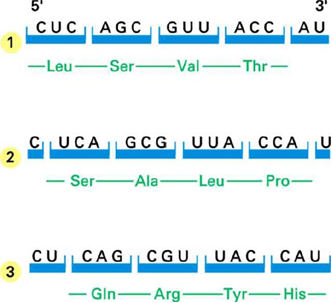 5' 3'
1 CUC AGC GUU ACC AU
Leu Ser Val Thr
2 C UCA GCG UUA CCA U
Ser Ala Leu Pro
3 CU CAG CGU UAC CAU
Gln Arg Tyr His